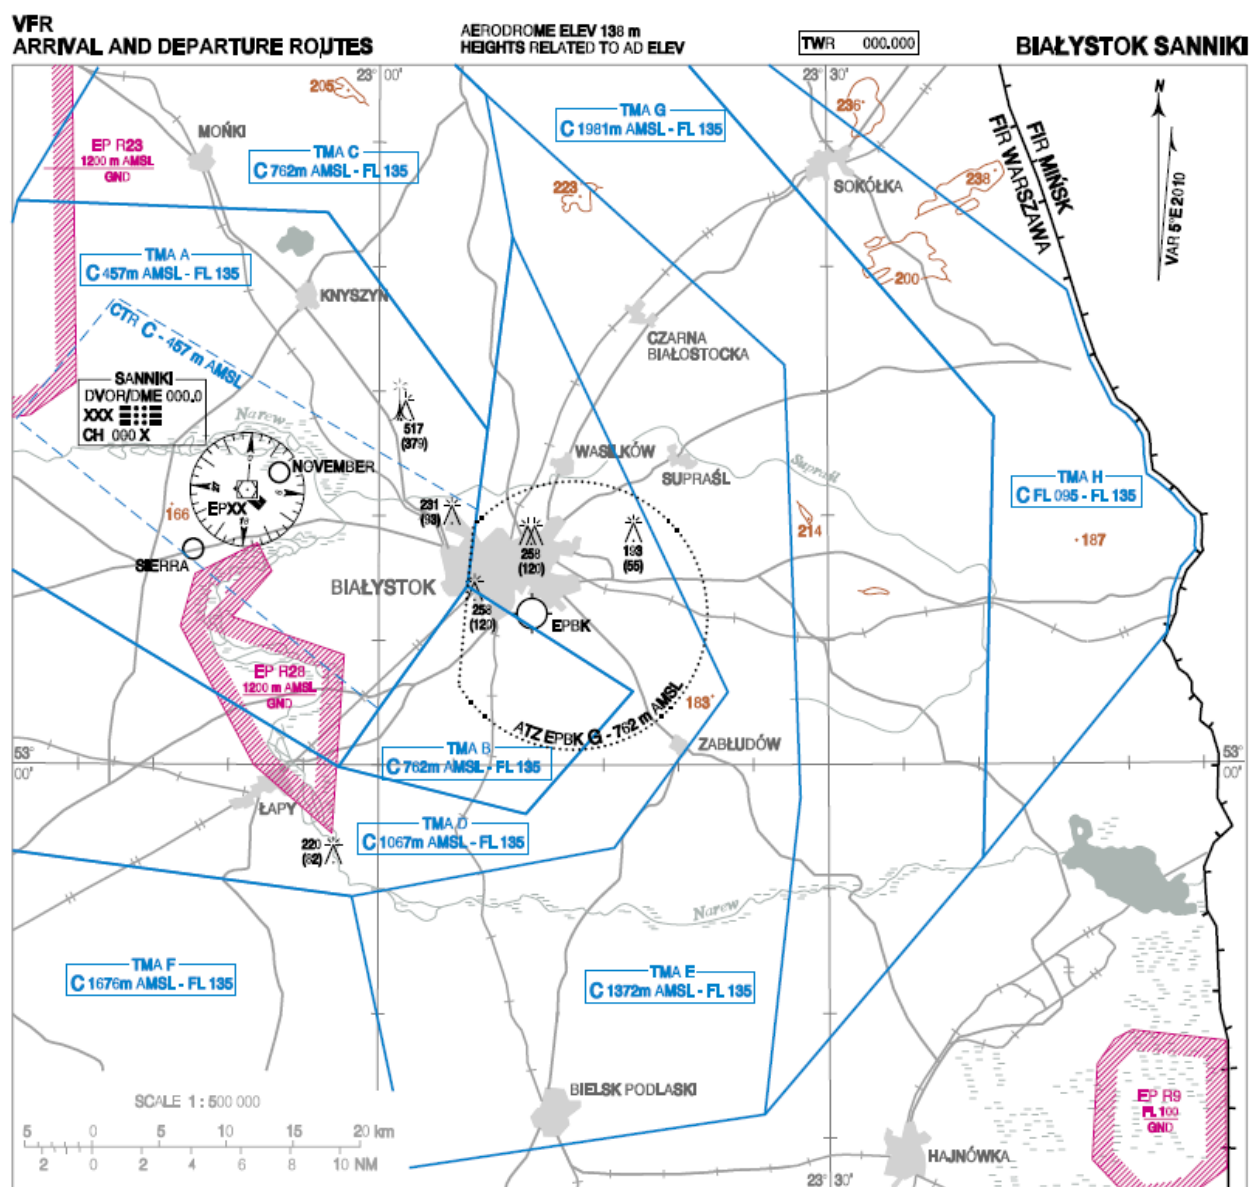 VFR
ARRIVAL AND DEPARTURE ROUTES
AERODROME ELEV 138 m
HEIGHTS RELATED TO AD ELEV
TWR 000.000
BIAŁYSTOK SANNIKI
23° 00'
23° 30'
205
236
N
VAR 5°E 2010
FIR MIŃSK
FIR WARSZAWA
MOŃKI
EP R23
1200 m AMSL
GND
TMA C
C 762m AMSL - FL 135
TMA G
C 1981m AMSL - FL 135
SOKÓŁKA
223
238
200
TMA A
C 457m AMSL - FL 135
KNYSZYN
CTR C - 457 m AMSL
CZARNA
BIAŁOSTOCKA
SANNIKI
DVOR/DME 000.0
XXX
CH 000 X
Narew
517
(379)
WASILKÓW
SUPRAŚL
Supraśl
NOVEMBER
EPXX
18
166
SIERRA
231
(93)
258
(120)
193
(55)
214
TMA H
C FL 095 - FL 135
187
BIAŁYSTOK
258
(120)
EPBK
EP R28
1200 m AMSL
GND
183
ATZ EPBK G - 762 m AMSL
ZABŁUDÓW
53°
00'
53°
00'
TMA B
C 762m AMSL - FL 135
ŁAPY
TMA D
C 1067m AMSL - FL 135
220
(82)
Narew
TMA F
C 1676m AMSL - FL 135
TMA E
C 1372m AMSL - FL 135
BIELSK PODLASKI
EP R9
FL 100
GND
HAJNÓWKA
SCALE 1 : 500 000
5 0 5 10 15 20 km
2 0 2 4 6 8 10 NM
23° 30'